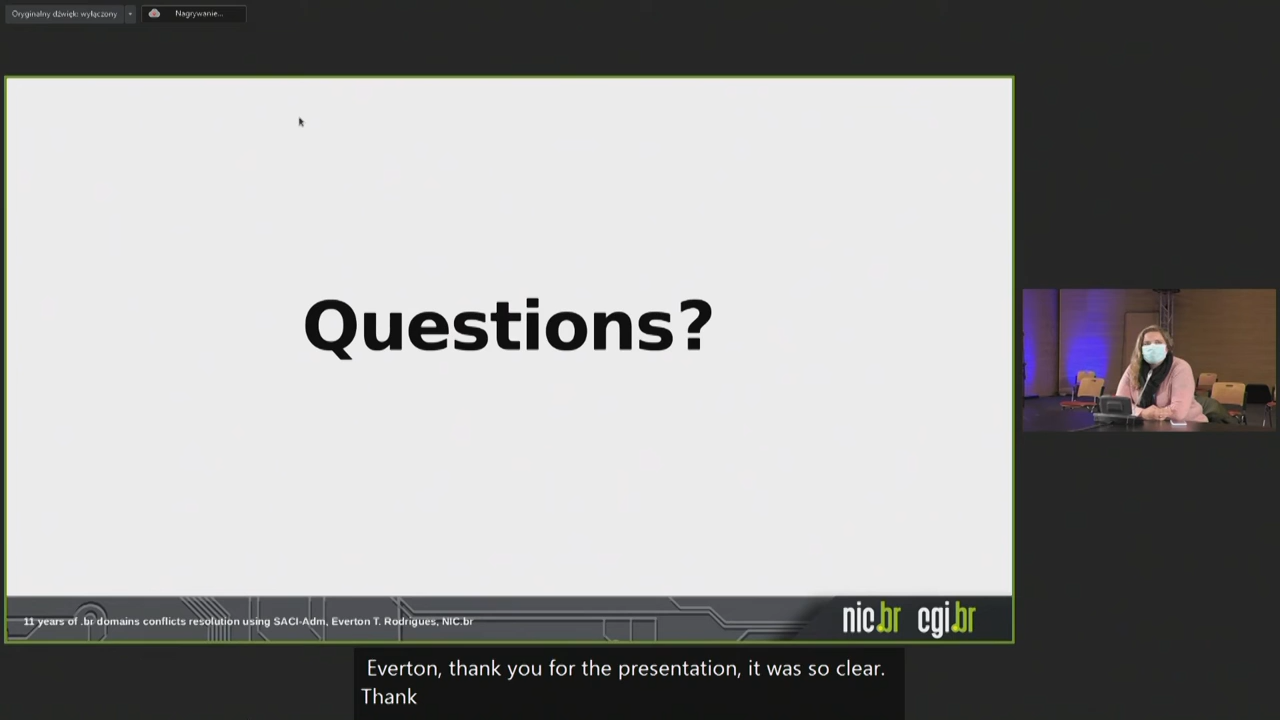 Oryginalny dźwięk: wyłączony
Nagrywanie...
Questions?
11 years of .br domains conflicts resolution using SACI-Adm, Everton T. Rodrigues, NIC.br
nic.br cgi.br
Everton, thank you for the presentation, it was so clear.
Thank